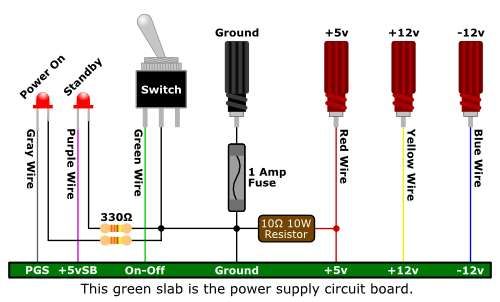 Power On
Standby
Switch
Ground
+5v
+12v
-12v
Gray Wire
Purple Wire
Green Wire
1 Amp
Fuse
Red Wire
Yellow Wire
Blue Wire
330Ω
10Ω 10W
Resistor
PGS
+5vSB
On-Off
Ground
+5v
+12v
-12v
This green slab is the power supply circuit board.